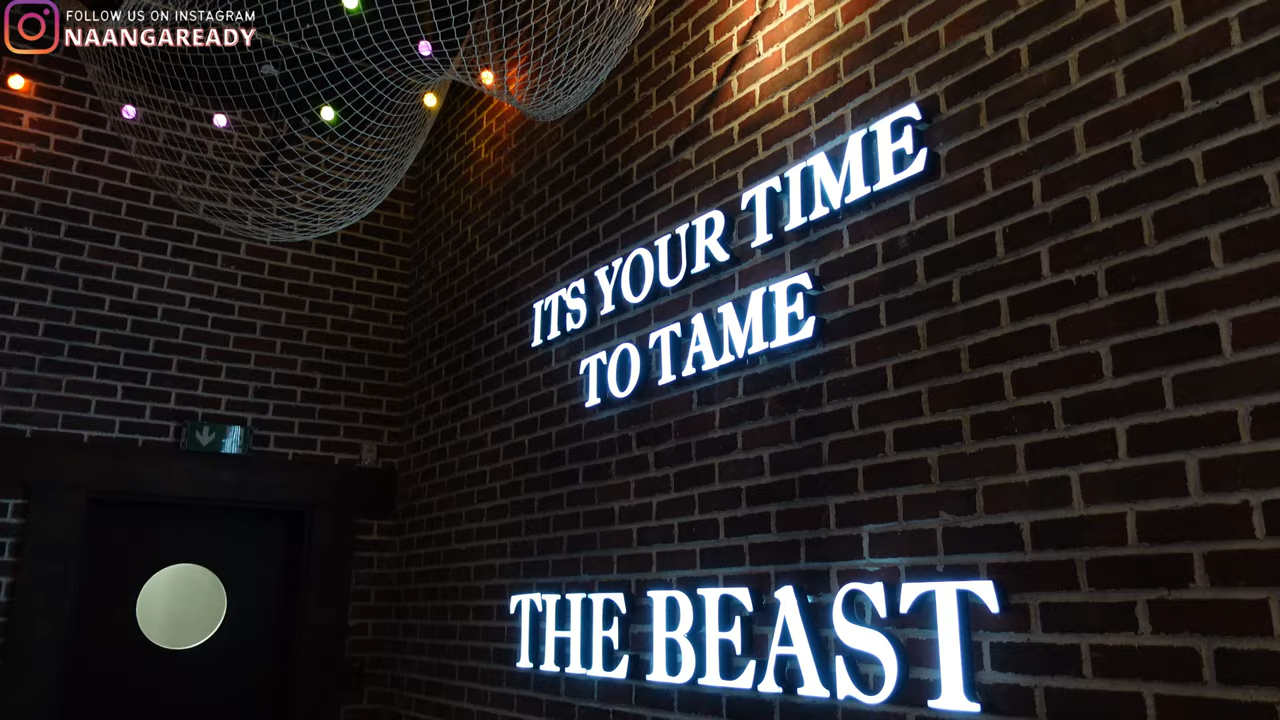 FOLLOW US ON INSTAGRAM
NAANGAREADY
ITS YOUR TIME
TO TAME
THE BEAST